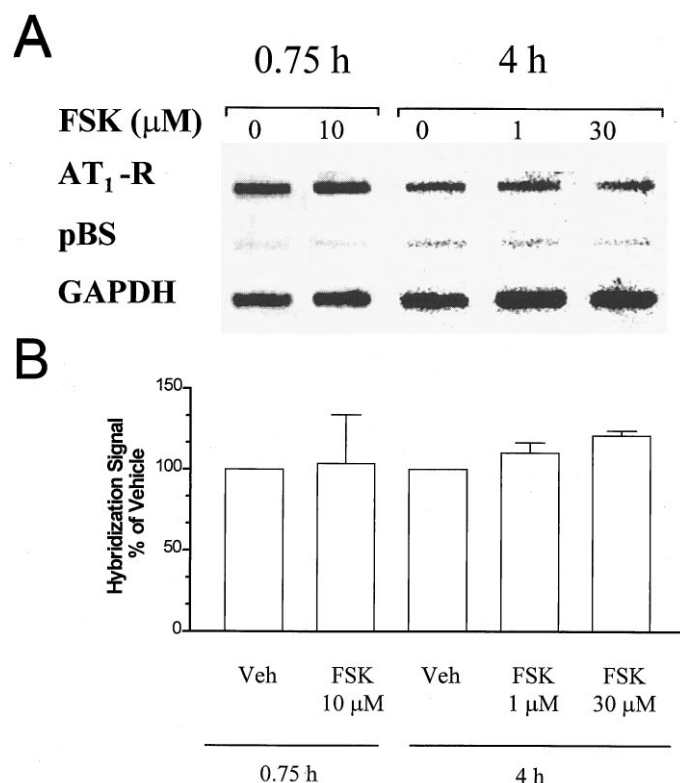 A
0.75 h 4 h
FSK (μM) 0 10 0 1 30
AT₁-R
pBS
GAPDH
B
Hybridization Signal
% of Vehicle
150
100
50
0
Veh FSK Veh FSK FSK
10 μM 1 μM 30 μM
0.75 h 4 h